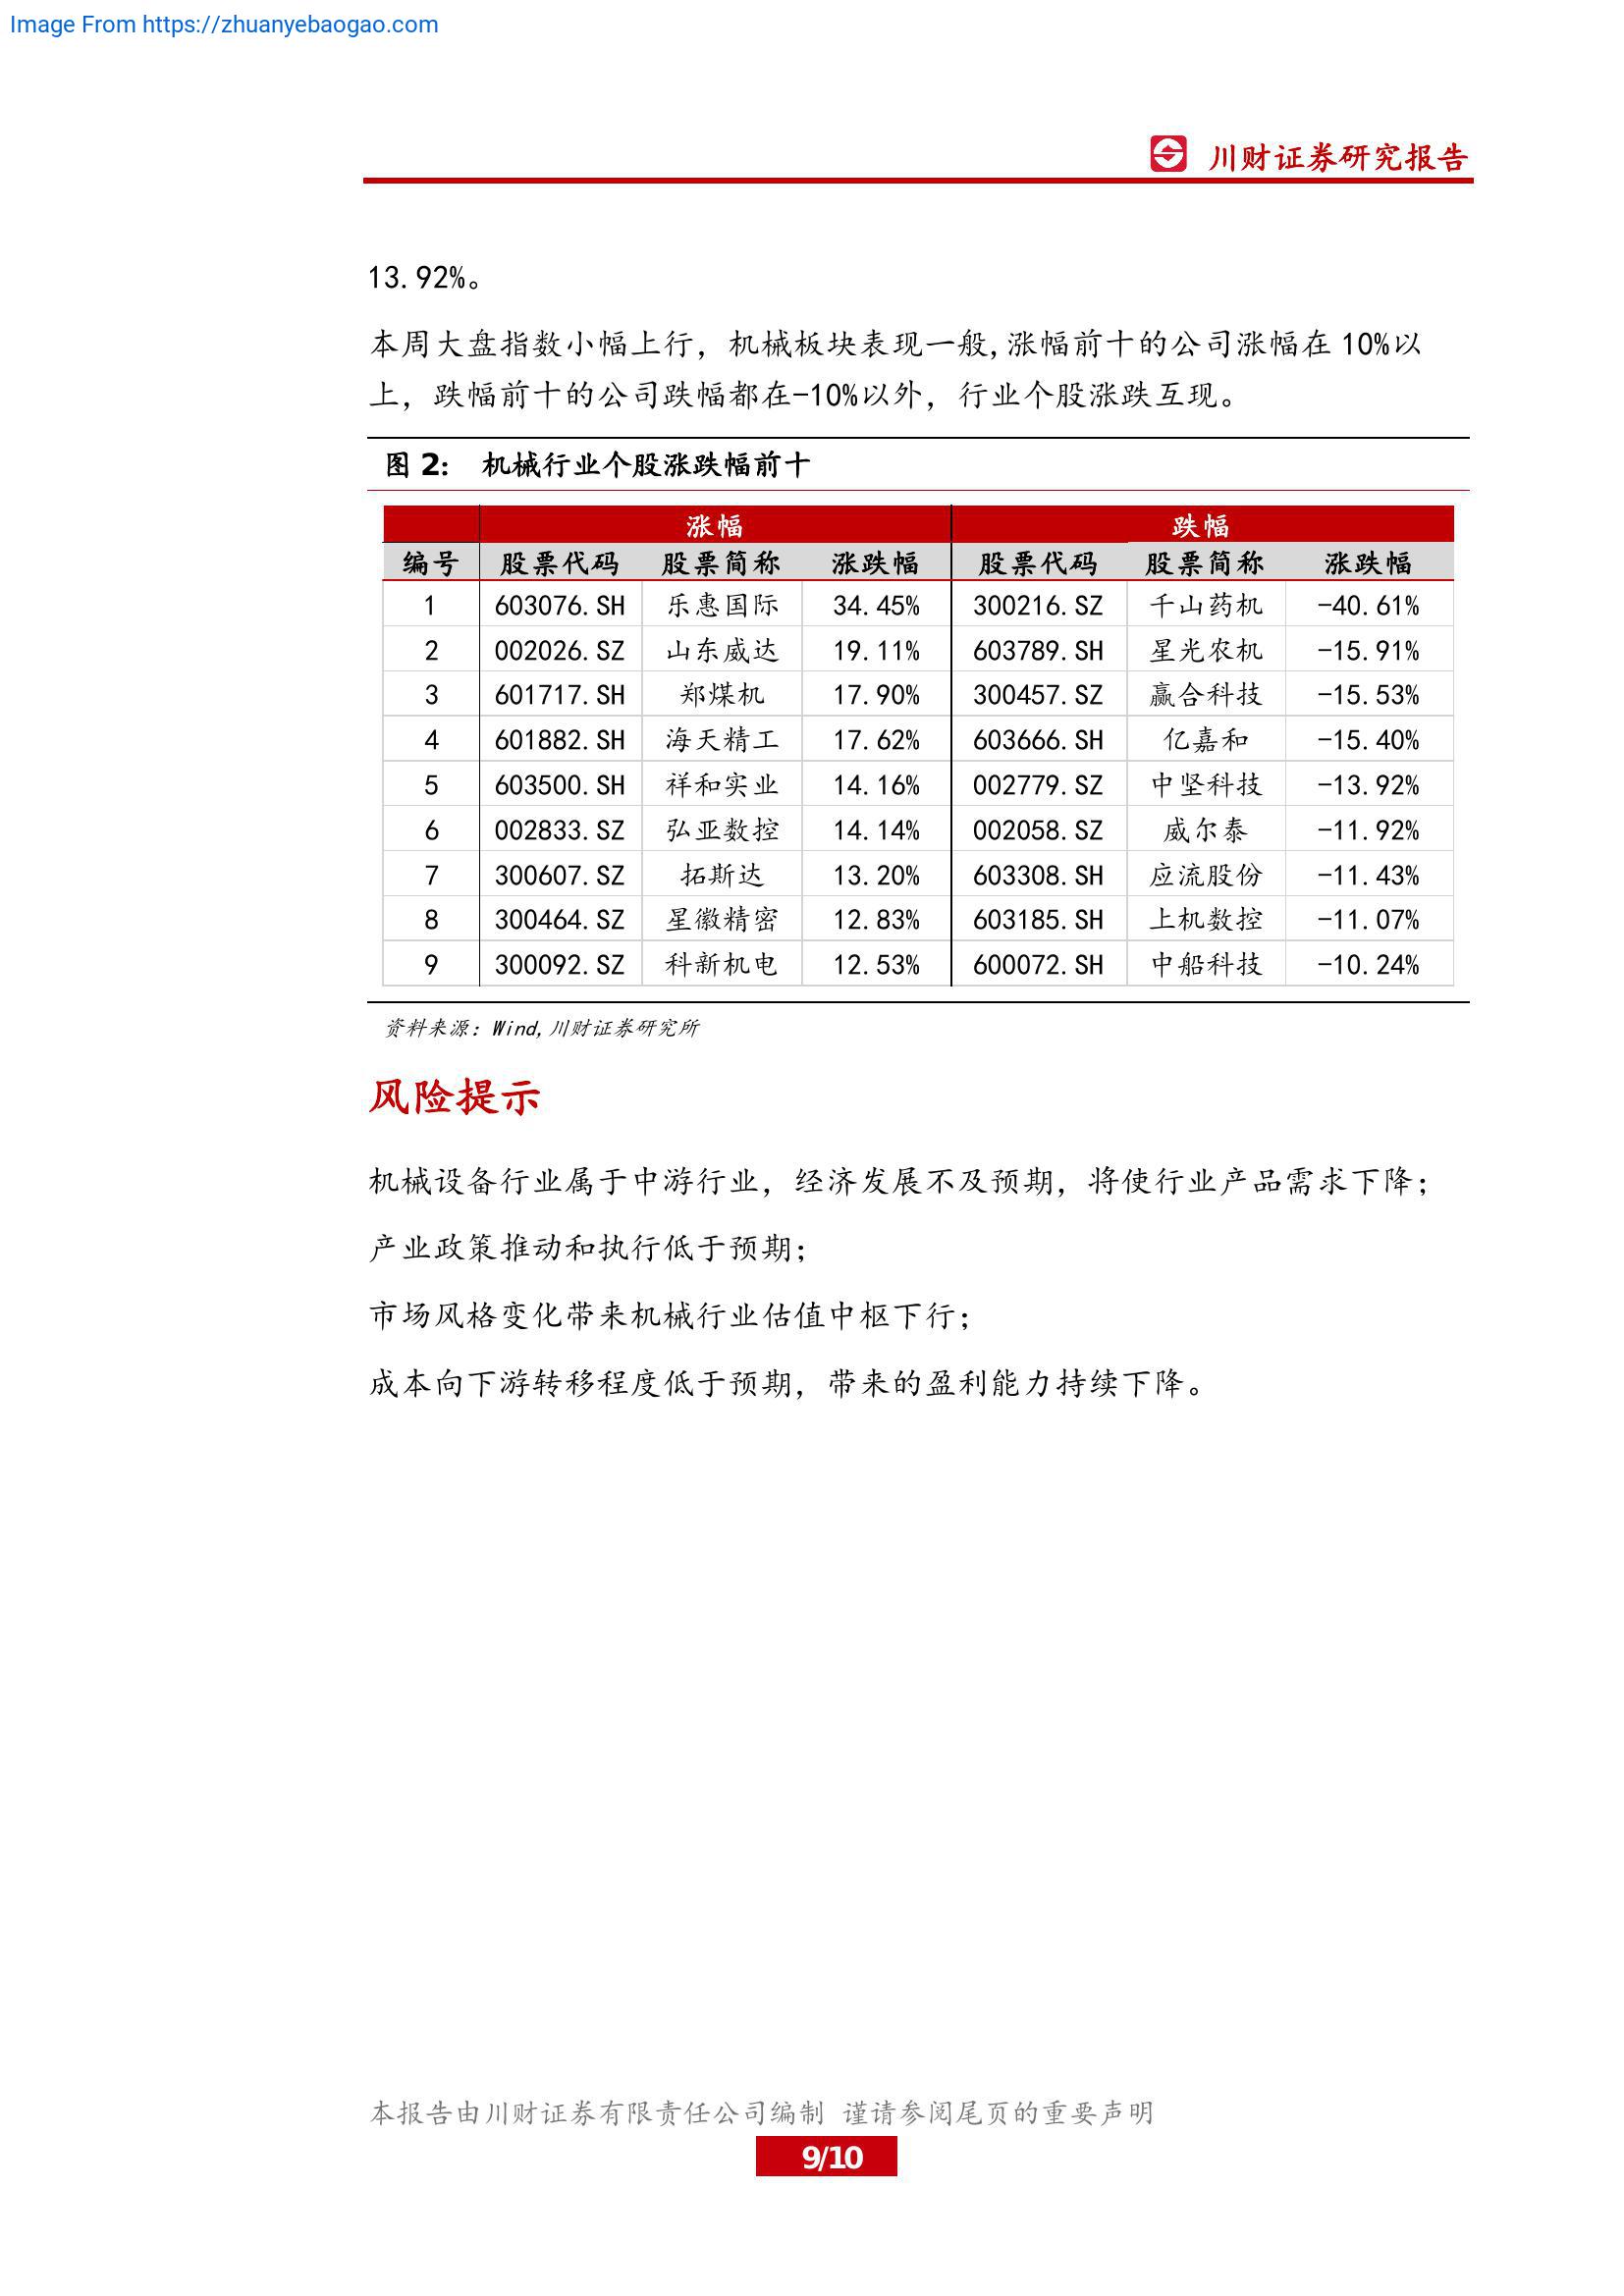 Image From https://zhuanyebaogao.com
川财证券研究报告
13.92%。
本周大盘指数小幅上行，机械板块表现一般,涨幅前十的公司涨幅在 10%以
上，跌幅前十的公司跌幅都在-10%以外，行业个股涨跌互现。
图 2： 机械行业个股涨跌幅前十
涨幅 跌幅
编号 股票代码 股票简称 涨跌幅 股票代码 股票简称 涨跌幅
1 603076.SH 乐惠国际 34.45% 300216.SZ 千山药机 -40.61%
2 002026.SZ 山东威达 19.11% 603789.SH 星光农机 -15.91%
3 601717.SH 郑煤机 17.90% 300457.SZ 赢合科技 -15.53%
4 601882.SH 海天精工 17.62% 603666.SH 亿嘉和 -15.40%
5 603500.SH 祥和实业 14.16% 002779.SZ 中坚科技 -13.92%
6 002833.SZ 弘亚数控 14.14% 002058.SZ 威尔泰 -11.92%
7 300607.SZ 拓斯达 13.20% 603308.SH 应流股份 -11.43%
8 300464.SZ 星徽精密 12.83% 603185.SH 上机数控 -11.07%
9 300092.SZ 科新机电 12.53% 600072.SH 中船科技 -10.24%
资料来源：Wind,川财证券研究所
风险提示
机械设备行业属于中游行业，经济发展不及预期，将使行业产品需求下降；
产业政策推动和执行低于预期；
市场风格变化带来机械行业估值中枢下行；
成本向下游转移程度低于预期，带来的盈利能力持续下降。
本报告由川财证券有限责任公司编制 谨请参阅尾页的重要声明
9/10